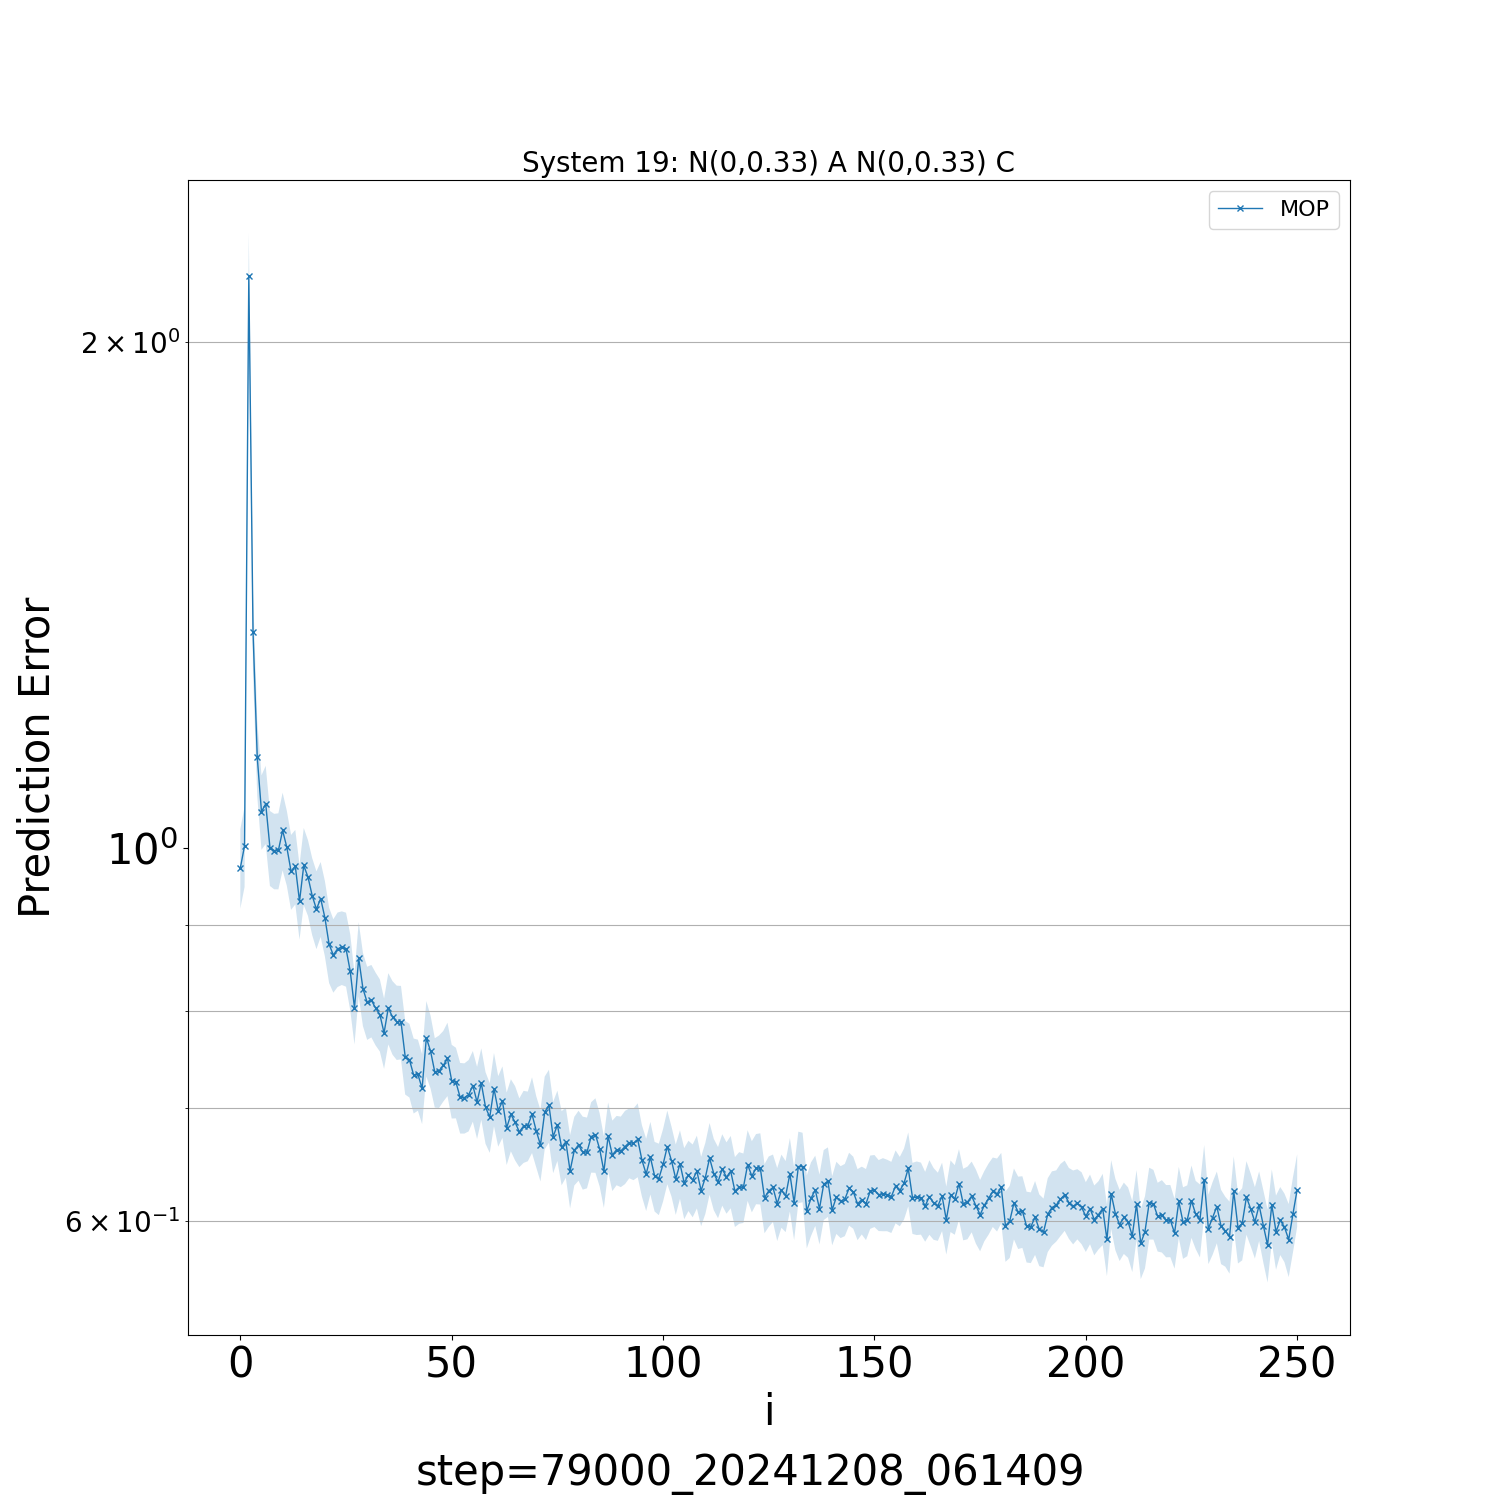 System 19: N(0,0.33) A N(0,0.33) C
MOP
Prediction Error
2 × 10⁰
10⁰
6 × 10⁻¹
0 50 100 150 200 250
i
step=79000_20241208_061409